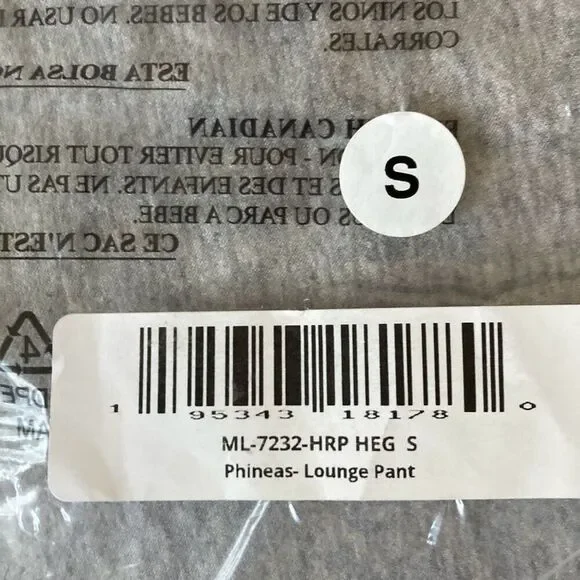 LOS NIÑOS Y DE LOS BEBES. NO USAR
CORRALES.
ESTA BOLSA NO
CANADIAN
POUR EVITER TOUT
S ET DES ENFANTS. NE PAS
OU PARC A BEBE.
CE SAC N'EST
S
4
1 95343 18178 0
ML-7232-HRP HEG S
Phineas- Lounge Pant